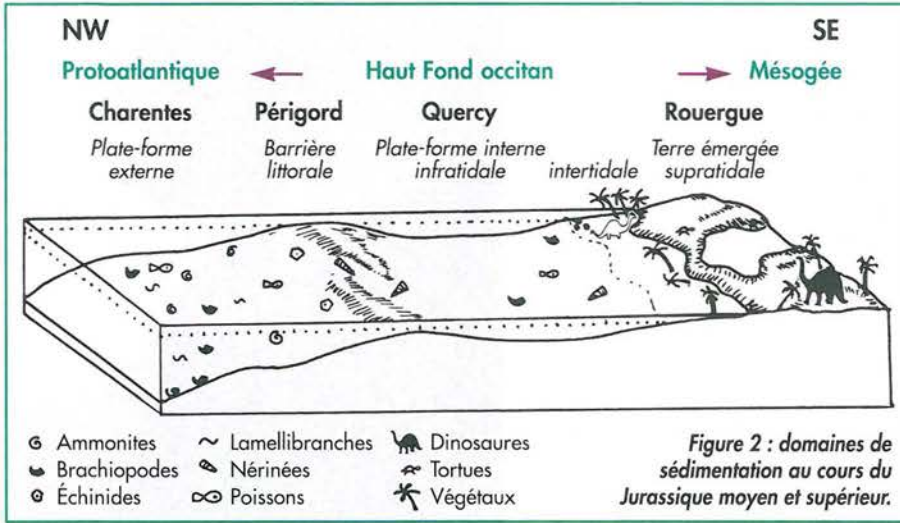 NW SE
Protoatlantique Haut Fond occitan Mésogée
Charentes Périgord Quercy Rouergue
Plate-forme Barrière Plate-forme interne Terre émergée
externe littorale infratidale intertidale supratidale
Ammonites Lamellibranches Dinosaures
Brachiopodes Nérinées Tortues
Échinides Poissons Végétaux
Figure 2 : domaines de
sédimentation au cours du
Jurassique moyen et supérieur.